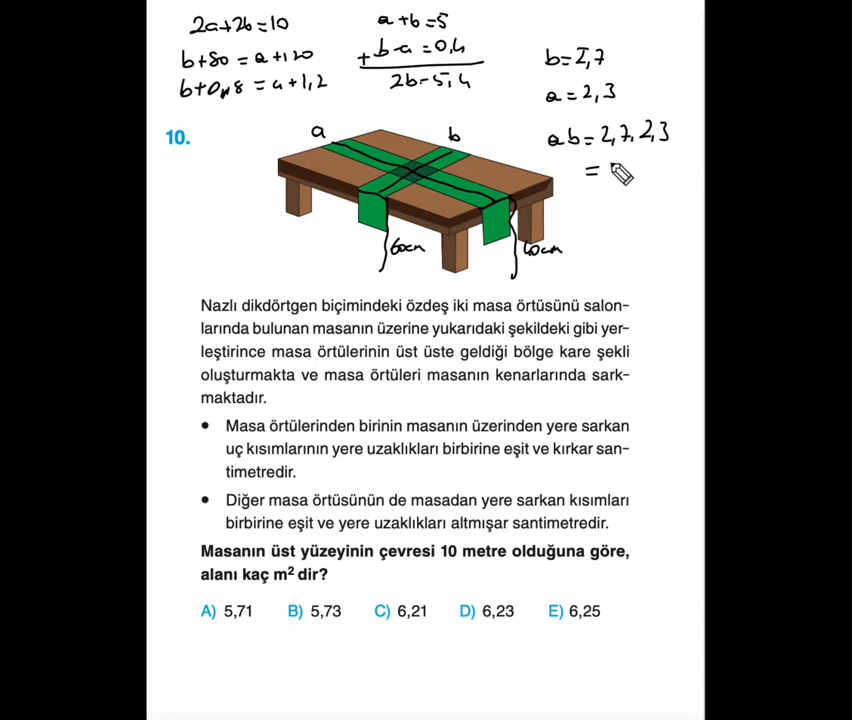 2a+2b=10
b+80 = a+120
b+0,8 = a+1,2
a+b=5
+ b-a=0,4
2b=5,4
b=2,7
a=2,3
ab=2,7.2,3
=
10.
a
b
60cm
40cm
Nazlı dikdörtgen biçimindeki özdeş iki masa örtüsünü salon-
larında bulunan masanın üzerine yukarıdaki şekildeki gibi yer-
leştirince masa örtülerinin üst üste geldiği bölge kare şekli
oluşturmakta ve masa örtüleri masanın kenarlarında sark-
maktadır.
• Masa örtülerinden birinin masanın üzerinden yere sarkan
uç kısımlarının yere uzaklıkları birbirine eşit ve kırkar san-
timetredir.
• Diğer masa örtüsünün de masadan yere sarkan kısımları
birbirine eşit ve yere uzaklıkları altmışar santimetredir.
Masanın üst yüzeyinin çevresi 10 metre olduğuna göre,
alanı kaç m² dir?
A) 5,71 B) 5,73 C) 6,21 D) 6,23 E) 6,25